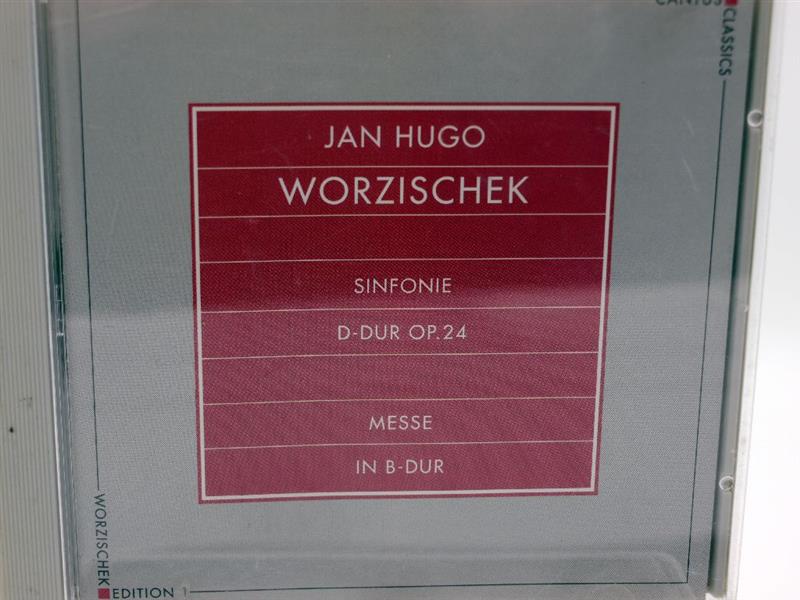 CANTUS
CLASSICS
JAN HUGO
WORZISCHEK
SINFONIE
D-DUR OP.24
MESSE
IN B-DUR
WORZISCHEK
EDITION 1